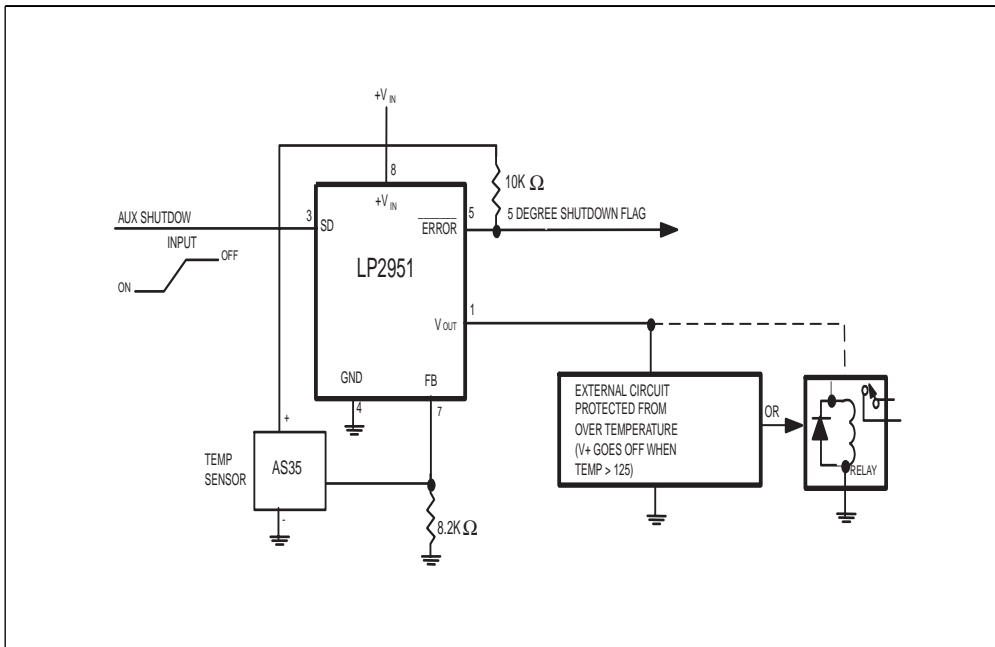 +V IN
8
+V IN
10K Ω
3
SD
5
ERROR
5 DEGREE SHUTDOWN FLAG
AUX SHUTDOW
INPUT
OFF
ON
LP2951
1
V OUT
GND
FB
4
7
EXTERNAL CIRCUIT
PROTECTED FROM
OVER TEMPERATURE
(V+ GOES OFF WHEN
TEMP > 125)
OR
RELAY
+
TEMP
SENSOR
AS35
-
8.2K Ω